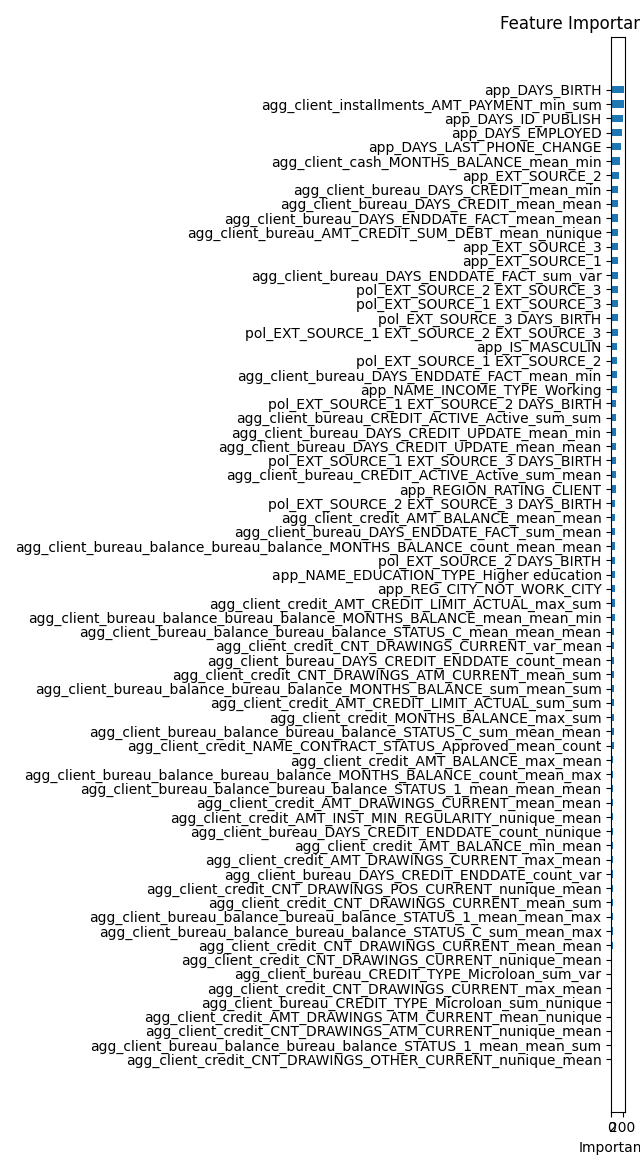 Feature Importan
app_DAYS_BIRTH
agg_client_installments_AMT_PAYMENT_min_sum
app_DAYS_ID_PUBLISH
app_DAYS_EMPLOYED
app_DAYS_LAST_PHONE_CHANGE
agg_client_cash_MONTHS_BALANCE_mean_min
app_EXT_SOURCE_2
agg_client_bureau_DAYS_CREDIT_mean_min
agg_client_bureau_DAYS_CREDIT_mean_mean
agg_client_bureau_DAYS_ENDDATE_FACT_mean_mean
agg_client_bureau_AMT_CREDIT_SUM_DEBT_mean_nunique
app_EXT_SOURCE_3
app_EXT_SOURCE_1
agg_client_bureau_DAYS_ENDDATE_FACT_sum_var
pol_EXT_SOURCE_2 EXT_SOURCE_3
pol_EXT_SOURCE_1 EXT_SOURCE_3
pol_EXT_SOURCE_3 DAYS_BIRTH
pol_EXT_SOURCE_1 EXT_SOURCE_2 EXT_SOURCE_3
app_IS_MASCULIN
pol_EXT_SOURCE_1 EXT_SOURCE_2
agg_client_bureau_DAYS_ENDDATE_FACT_mean_min
app_NAME_INCOME_TYPE_Working
pol_EXT_SOURCE_1 EXT_SOURCE_2 DAYS_BIRTH
agg_client_bureau_CREDIT_ACTIVE_Active_sum_sum
agg_client_bureau_DAYS_CREDIT_UPDATE_mean_min
agg_client_bureau_DAYS_CREDIT_UPDATE_mean_mean
pol_EXT_SOURCE_1 EXT_SOURCE_3 DAYS_BIRTH
agg_client_bureau_CREDIT_ACTIVE_Active_sum_mean
app_REGION_RATING_CLIENT
pol_EXT_SOURCE_2 EXT_SOURCE_3 DAYS_BIRTH
agg_client_credit_AMT_BALANCE_mean_mean
agg_client_bureau_DAYS_ENDDATE_FACT_sum_mean
agg_client_bureau_balance_bureau_balance_MONTHS_BALANCE_count_mean_mean
pol_EXT_SOURCE_2 DAYS_BIRTH
app_NAME_EDUCATION_TYPE_Higher education
app_REG_CITY_NOT_WORK_CITY
agg_client_credit_AMT_CREDIT_LIMIT_ACTUAL_max_sum
agg_client_bureau_balance_bureau_balance_MONTHS_BALANCE_mean_mean_min
agg_client_bureau_balance_bureau_balance_STATUS_C_mean_mean_mean
agg_client_credit_CNT_DRAWINGS_CURRENT_var_mean
agg_client_bureau_DAYS_CREDIT_ENDDATE_count_mean
agg_client_credit_CNT_DRAWINGS_ATM_CURRENT_mean_sum
agg_client_bureau_balance_bureau_balance_MONTHS_BALANCE_sum_mean_sum
agg_client_credit_AMT_CREDIT_LIMIT_ACTUAL_sum_sum
agg_client_credit_MONTHS_BALANCE_max_sum
agg_client_bureau_balance_bureau_balance_STATUS_C_sum_mean_mean
agg_client_credit_NAME_CONTRACT_STATUS_Approved_mean_count
agg_client_credit_AMT_BALANCE_max_mean
agg_client_bureau_balance_bureau_balance_MONTHS_BALANCE_count_mean_max
agg_client_bureau_balance_bureau_balance_STATUS_1_mean_mean_mean
agg_client_credit_AMT_DRAWINGS_CURRENT_mean_mean
agg_client_credit_AMT_INST_MIN_REGULARITY_nunique_mean
agg_client_bureau_DAYS_CREDIT_ENDDATE_count_nunique
agg_client_credit_AMT_BALANCE_min_mean
agg_client_credit_AMT_DRAWINGS_CURRENT_max_mean
agg_client_bureau_DAYS_CREDIT_ENDDATE_count_var
agg_client_credit_CNT_DRAWINGS_POS_CURRENT_nunique_mean
agg_client_credit_CNT_DRAWINGS_CURRENT_mean_sum
agg_client_bureau_balance_bureau_balance_STATUS_1_mean_mean_max
agg_client_bureau_balance_bureau_balance_STATUS_C_sum_mean_max
agg_client_credit_CNT_DRAWINGS_CURRENT_mean_mean
agg_client_credit_CNT_DRAWINGS_CURRENT_nunique_mean
agg_client_bureau_CREDIT_TYPE_Microloan_sum_var
agg_client_credit_CNT_DRAWINGS_CURRENT_max_mean
agg_client_bureau_CREDIT_TYPE_Microloan_sum_nunique
agg_client_credit_AMT_DRAWINGS_ATM_CURRENT_mean_nunique
agg_client_credit_CNT_DRAWINGS_ATM_CURRENT_nunique_mean
agg_client_bureau_balance_bureau_balance_STATUS_1_mean_mean_sum
agg_client_credit_CNT_DRAWINGS_OTHER_CURRENT_nunique_mean
0 200
Importan